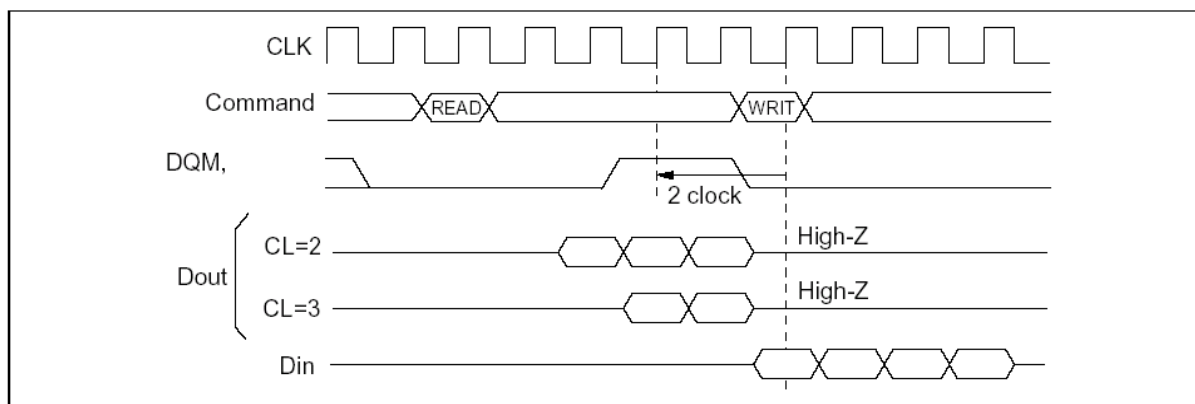 CLK
Command READ WRIT
DQM,
2 clock
CL=2 High-Z
Dout
CL=3 High-Z
Din